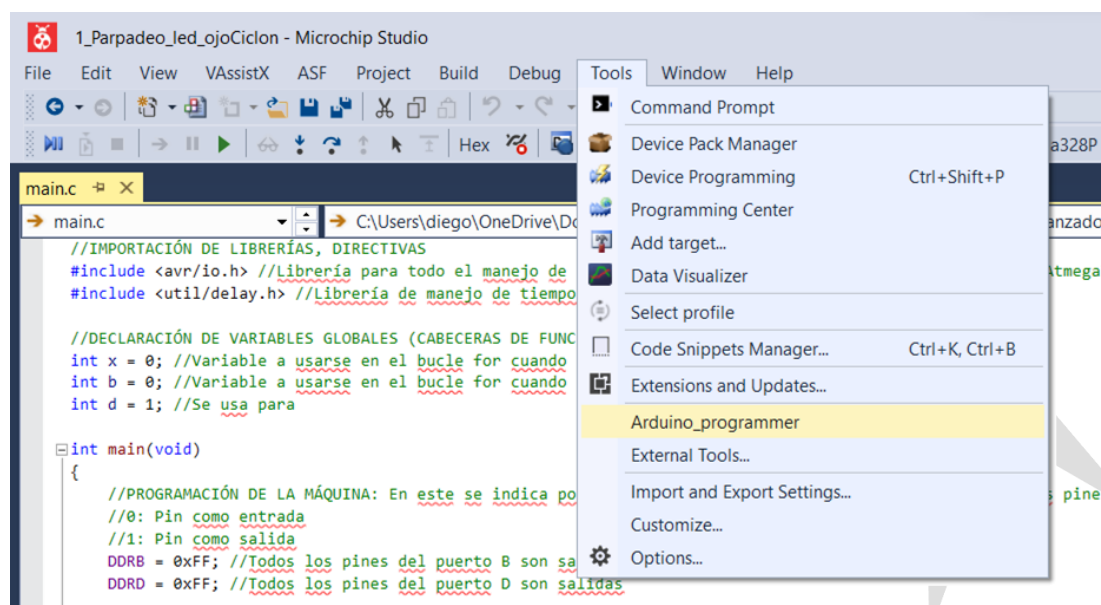 1_Parpadeo_led_ojoCiclon - Microchip Studio
File Edit View VAssistX ASF Project Build Debug Tools Window Help
Hex
a328P
Command Prompt
Device Pack Manager
Device Programming Ctrl+Shift+P
Programming Center
Add target...
Data Visualizer
Select profile
Code Snippets Manager... Ctrl+K, Ctrl+B
Extensions and Updates...
Arduino_programmer
External Tools...
Import and Export Settings...
Customize...
Options...
main.c
main.c C:\Users\diego\OneDrive\Do anzado
//IMPORTACIÓN DE LIBRERÍAS, DIRECTIVAS
#include <avr/io.h> //Librería para todo el manejo de Atmega
#include <util/delay.h> //Librería de manejo de tiempo
//DECLARACIÓN DE VARIABLES GLOBALES (CABECERAS DE FUNC
int x = 0; //Variable a usarse en el bucle for cuando
int b = 0; //Variable a usarse en el bucle for cuando
int d = 1; //Se usa para
int main(void)
{
//PROGRAMACIÓN DE LA MÁQUINA: En este se indica po s pine
//0: Pin como entrada
//1: Pin como salida
DDRB = 0xFF; //Todos los pines del puerto B son sa
DDRD = 0xFF; //Todos los pines del puerto D son salidas